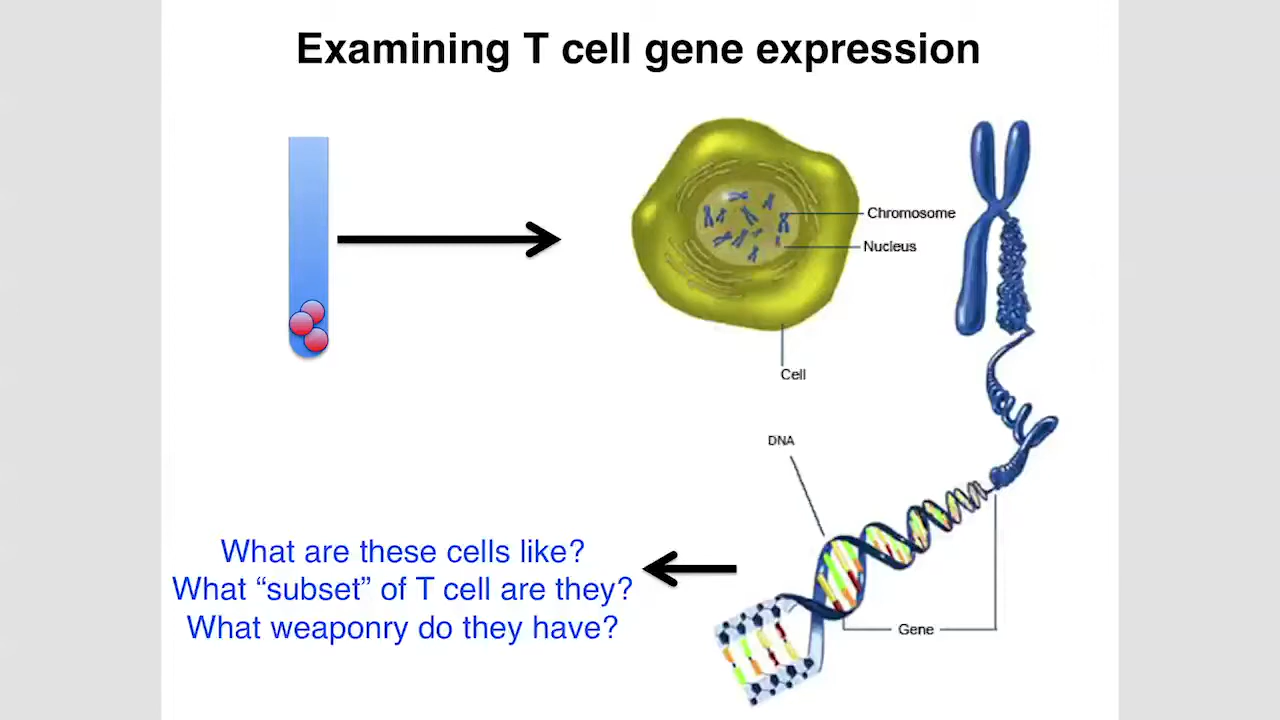 Examining T cell gene expression
Chromosome
Nucleus
Cell
DNA
Gene
What are these cells like?
What “subset” of T cell are they?
What weaponry do they have?